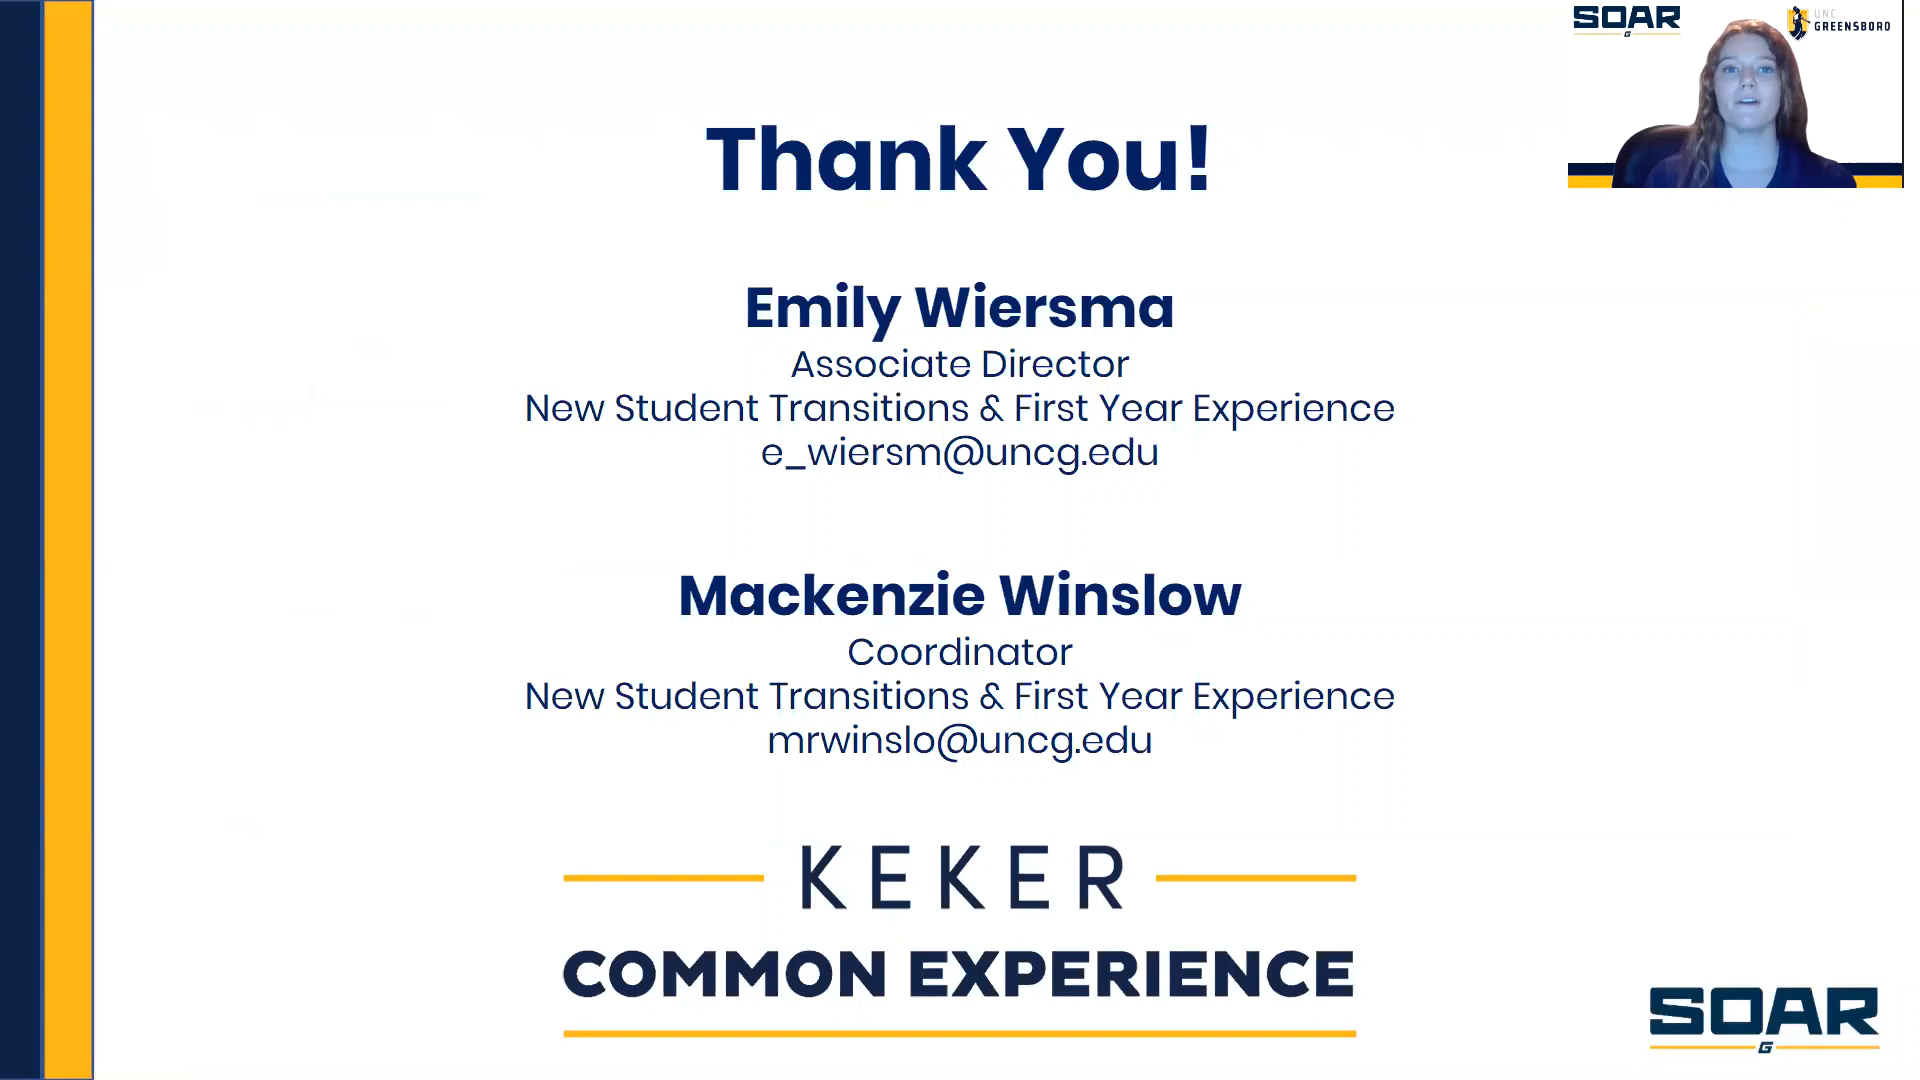 SOAR
G
UNC
GREENSBORO
Thank You!
Emily Wiersma
Associate Director
New Student Transitions & First Year Experience
e_wiersm@uncg.edu
Mackenzie Winslow
Coordinator
New Student Transitions & First Year Experience
mrwinslo@uncg.edu
KEKER
COMMON EXPERIENCE
SOAR
G